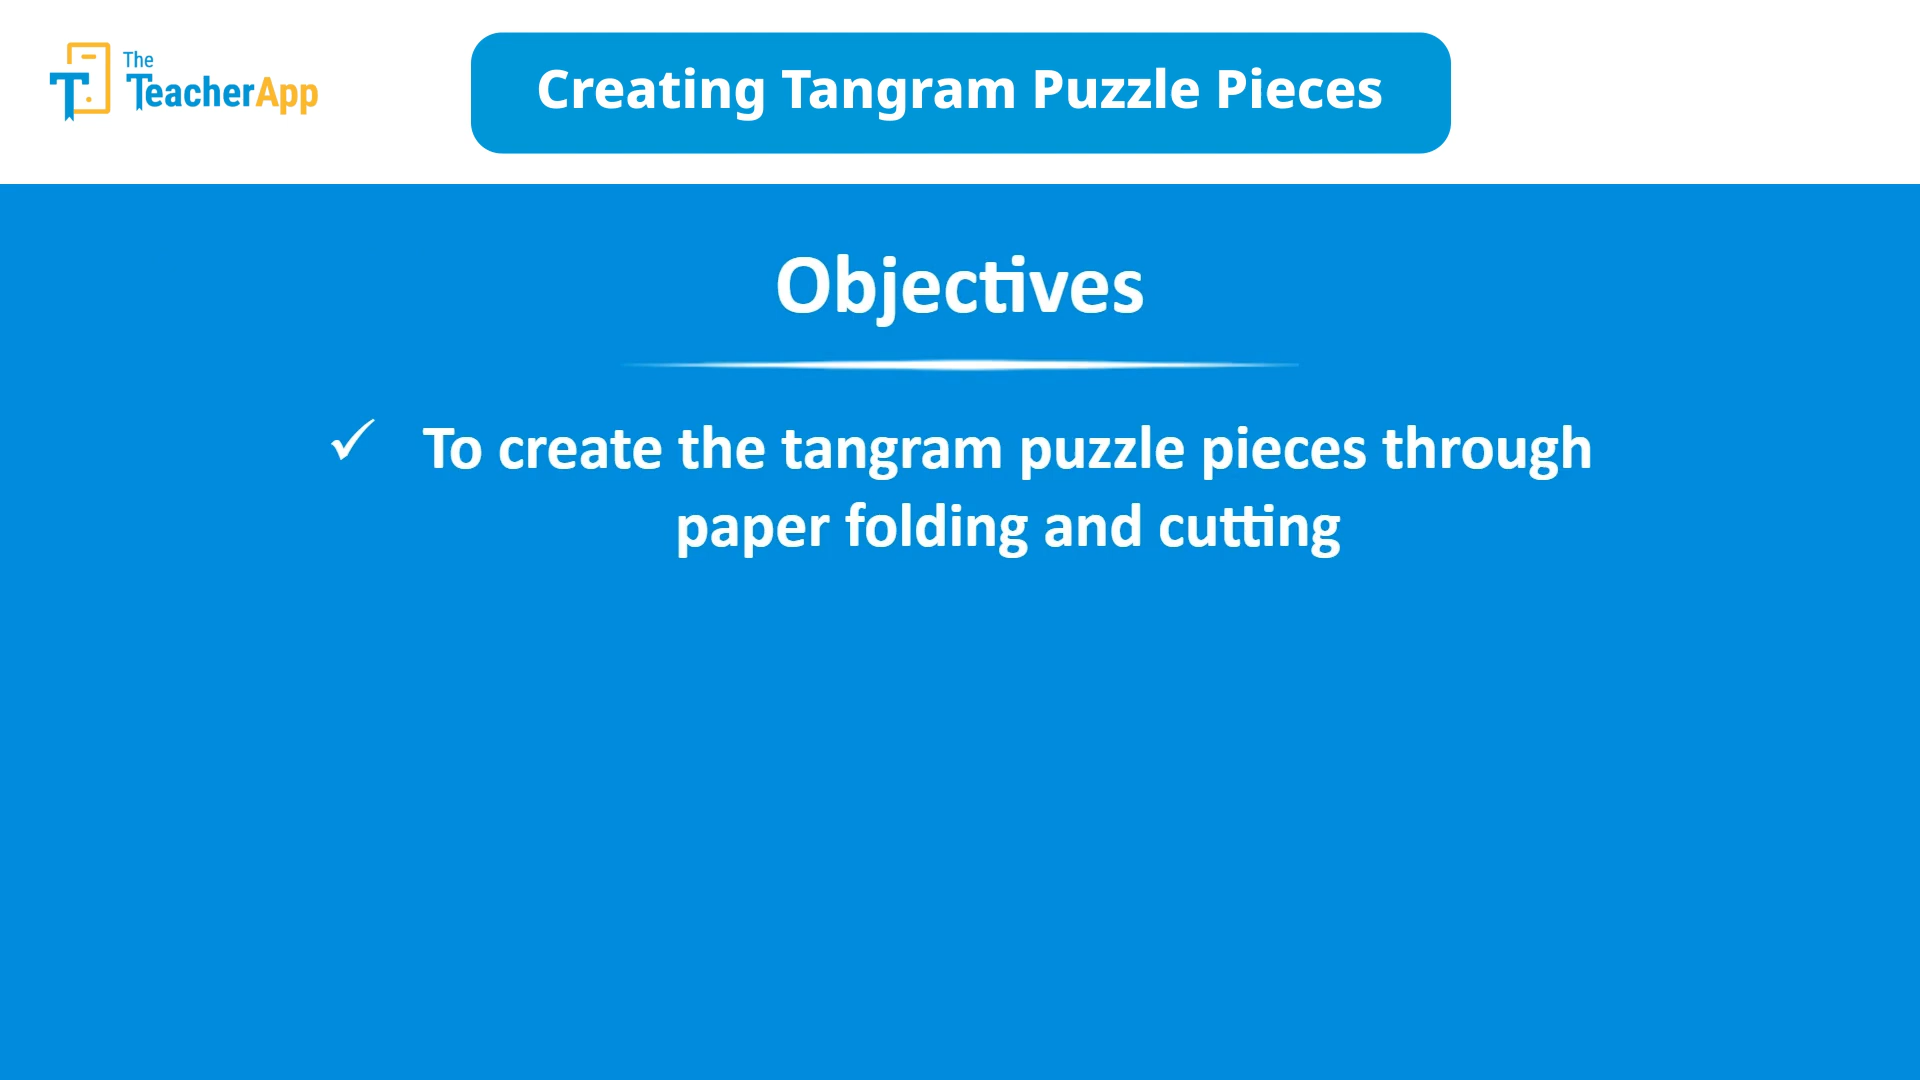 The
TeacherApp
Creating Tangram Puzzle Pieces
Objectives
✓ To create the tangram puzzle pieces through
paper folding and cutting